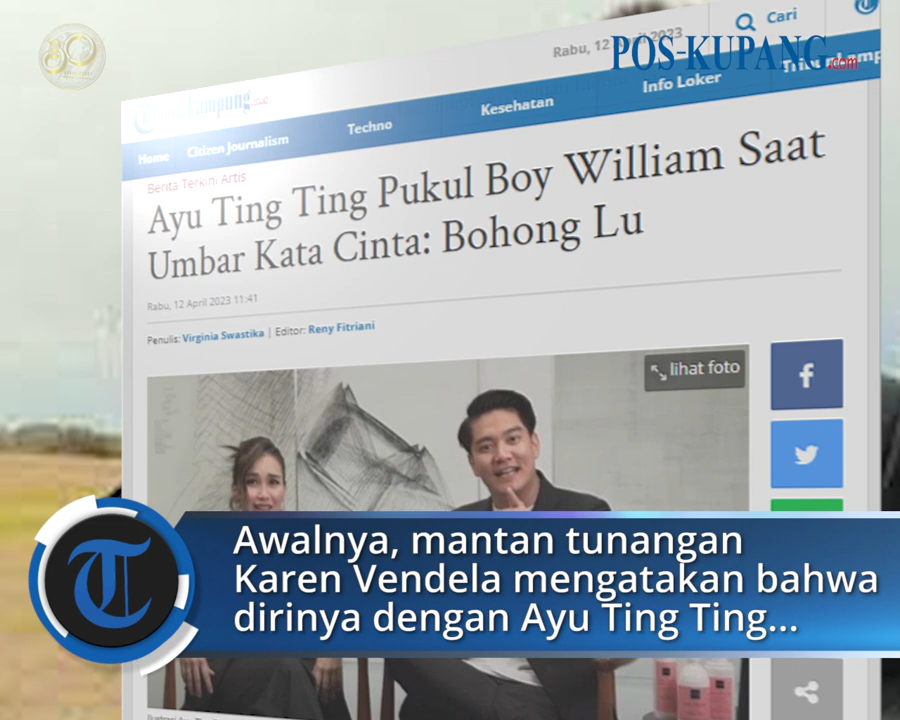 Rabu, 12 April 2023
Cari
POS-KUPANG.com
Home
Citizen Journalism
Techno
Kesehatan
Info Loker
Berita Terkini Artis
Ayu Ting Ting Pukul Boy William Saat
Umbar Kata Cinta: Bohong Lu
Rabu, 12 April 2023 11:41
Penulis: Virginia Swastika | Editor: Reny Fitriani
lihat foto
Awalnya, mantan tunangan
Karen Vendela mengatakan bahwa
dirinya dengan Ayu Ting Ting...